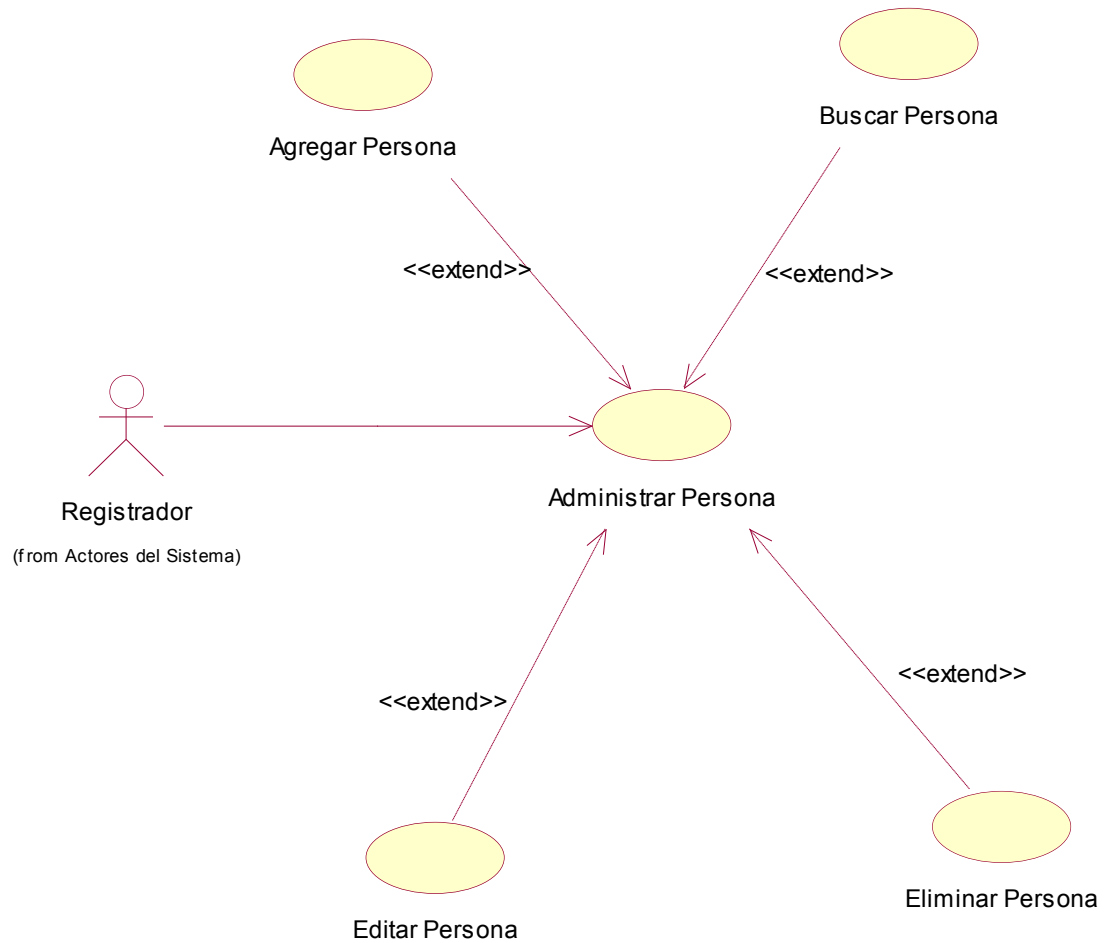 Buscar Persona
Agregar Persona
<<extend>>
<<extend>>
Administrar Persona
Registrador
(from Actores del Sistema)
<<extend>>
<<extend>>
Eliminar Persona
Editar Persona